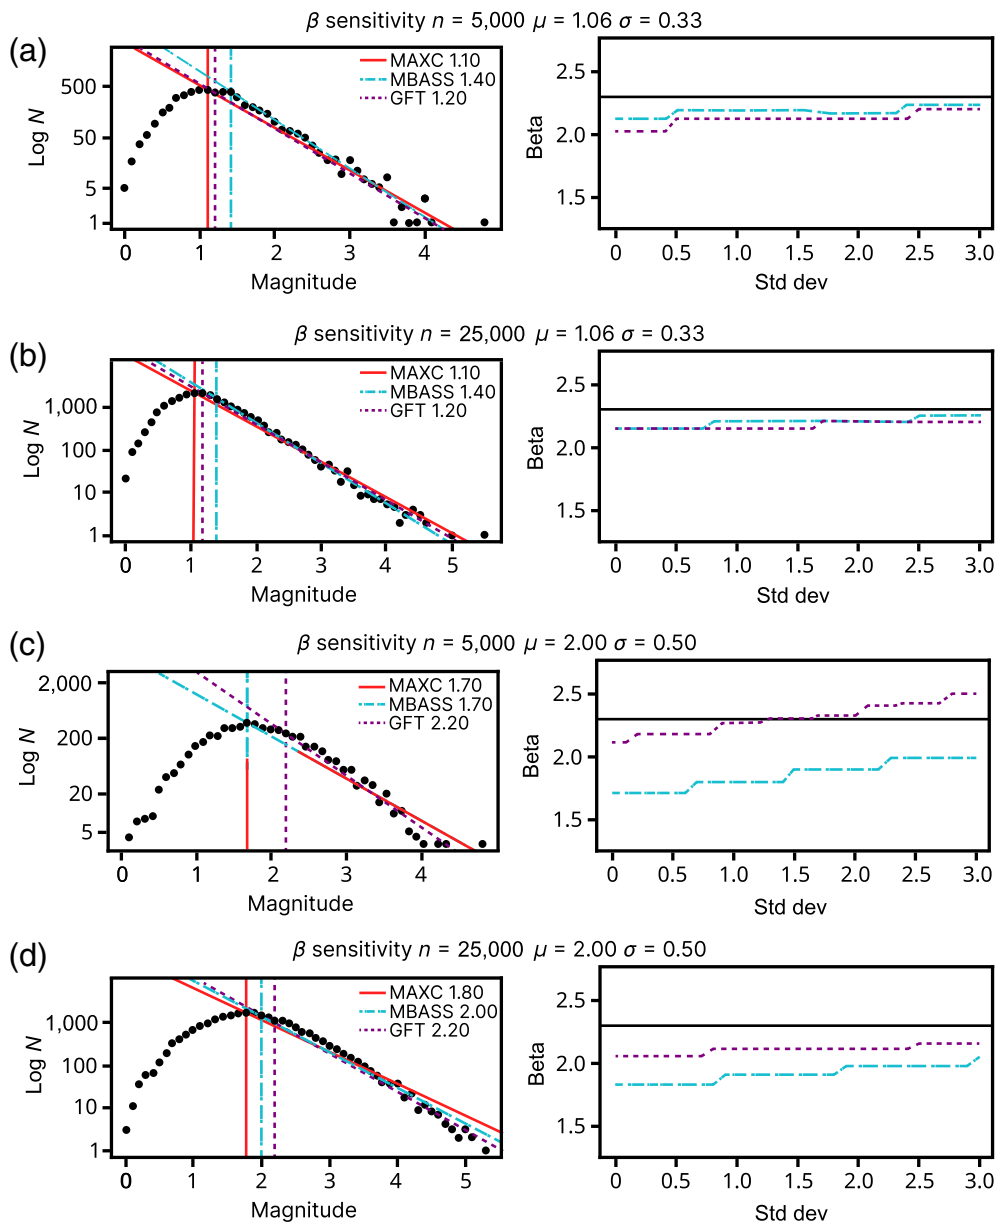 β sensitivity n = 5,000 μ = 1.06 σ = 0.33
(a)
MAXC 1.10
MBASS 1.40
GFT 1.20
500
50
5
1
Log N
0 1 2 3 4
Magnitude
2.5
2.0
1.5
Beta
0 0.5 1.0 1.5 2.0 2.5 3.0
Std dev
β sensitivity n = 25,000 μ = 1.06 σ = 0.33
(b)
MAXC 1.10
MBASS 1.40
GFT 1.20
1,000
100
10
1
Log N
0 1 2 3 4 5
Magnitude
2.5
2.0
1.5
Beta
0 0.5 1.0 1.5 2.0 2.5 3.0
Std dev
β sensitivity n = 5,000 μ = 2.00 σ = 0.50
(c)
MAXC 1.70
MBASS 1.70
GFT 2.20
2,000
200
20
5
Log N
0 1 2 3 4
Magnitude
2.5
2.0
1.5
Beta
0 0.5 1.0 1.5 2.0 2.5 3.0
Std dev
β sensitivity n = 25,000 μ = 2.00 σ = 0.50
(d)
MAXC 1.80
MBASS 2.00
GFT 2.20
1,000
100
10
1
Log N
0 1 2 3 4 5
Magnitude
2.5
2.0
1.5
Beta
0 0.5 1.0 1.5 2.0 2.5 3.0
Std dev